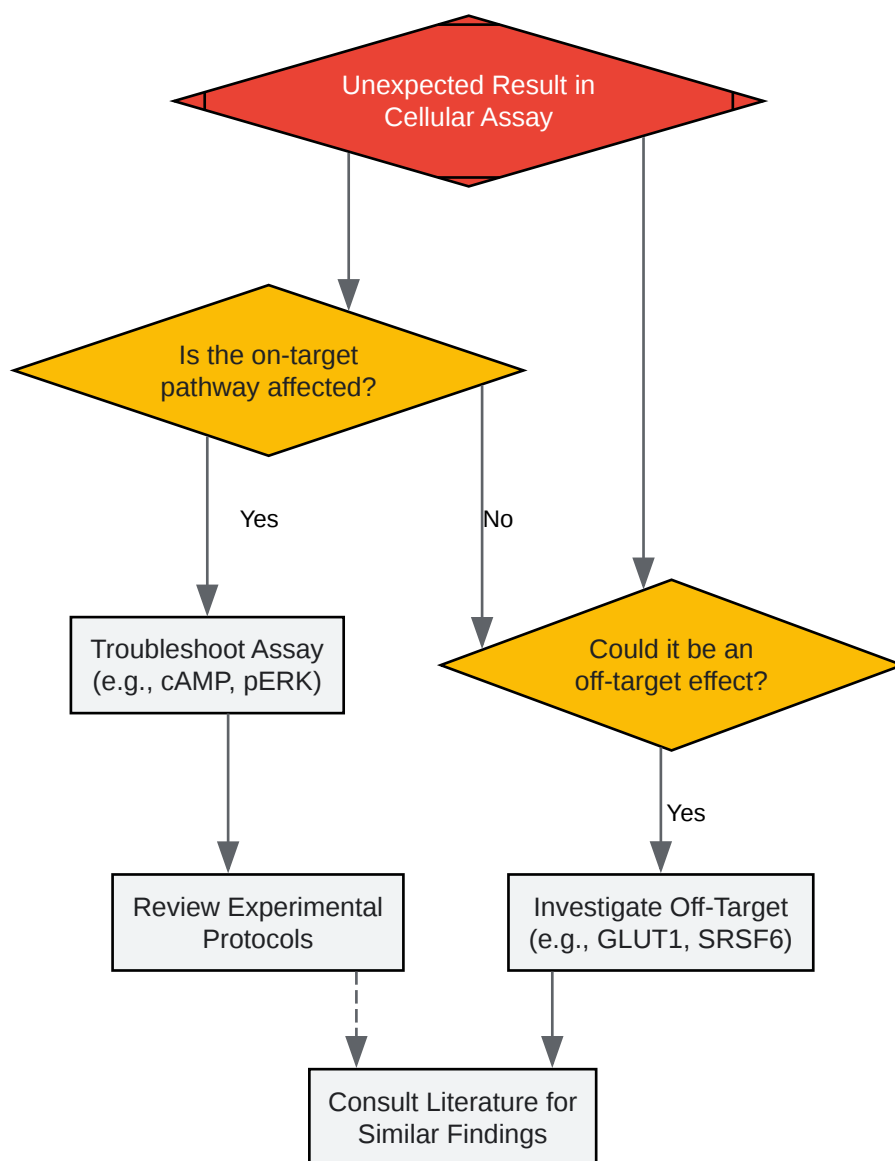 Unexpected Result in
Cellular Assay
Is the on-target
pathway affected?
Yes
No
Troubleshoot Assay
(e.g., cAMP, pERK)
Could it be an
off-target effect?
Yes
Review Experimental
Protocols
Investigate Off-Target
(e.g., GLUT1, SRSF6)
Consult Literature for
Similar Findings